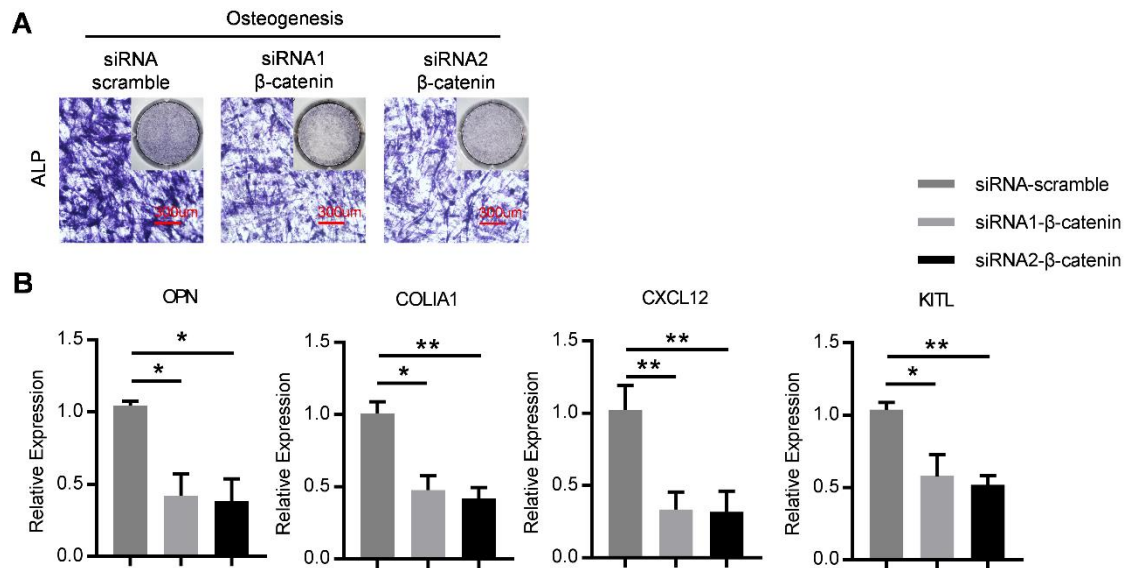 A
Osteogenesis
siRNA
scramble
siRNA1
β-catenin
siRNA2
β-catenin
ALP
300um
300um
300um
siRNA-scramble
siRNA1-β-catenin
siRNA2-β-catenin
B
OPN
Relative Expression
1.5
1.0
0.5
0.0
*
*
COLIA1
Relative Expression
1.5
1.0
0.5
0.0
**
*
CXCL12
Relative Expression
1.5
1.0
0.5
0.0
**
**
KITL
Relative Expression
1.5
1.0
0.5
0.0
**
*